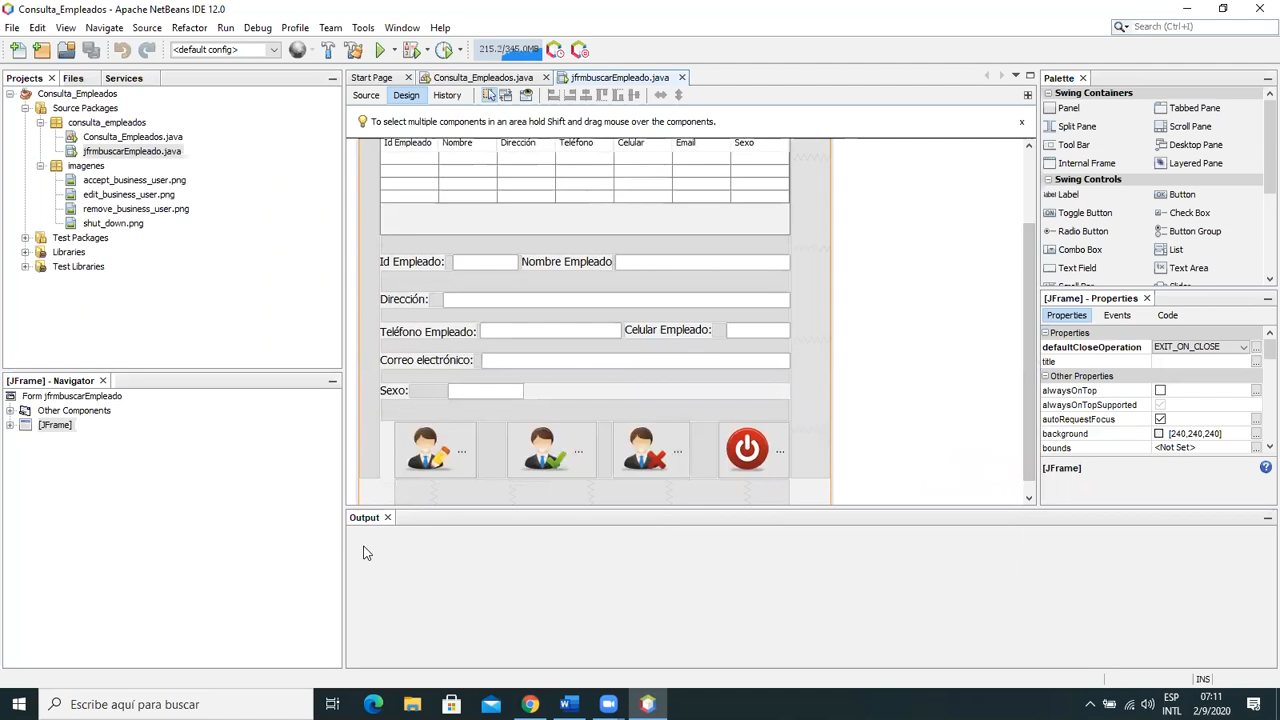 Consulta_Empleados - Apache NetBeans IDE 12.0
File Edit View Navigate Source Refactor Run Debug Profile Team Tools Window Help
Search (Ctrl+I)
<default config>
215.2/345.0MB
Projects Files Services
Start Page Consulta_Empleados.java jfrmbuscarEmpleado.java
Palette
Consulta_Empleados
Source Packages
consulta_empleados
Consulta_Empleados.java
jfrmbuscarEmpleado.java
imagenes
accept_business_user.png
edit_business_user.png
remove_business_user.png
shut_down.png
Test Packages
Libraries
Test Libraries
Source Design History
To select multiple components in an area hold Shift and drag mouse over the components.
x
Id Empleado Nombre Dirección Teléfono Celular Email Sexo
Id Empleado: Nombre Empleado
Dirección:
Teléfono Empleado: Celular Empleado:
Correo electrónico:
Sexo:
... ... ... ...
Swing Containers
Panel Tabbed Pane
Split Pane Scroll Pane
Tool Bar Desktop Pane
Internal Frame Layered Pane
Swing Controls
Label Button
Toggle Button Check Box
Radio Button Button Group
Combo Box List
Text Field Text Area
Scroll Bar Slider
[JFrame] - Properties
Properties Events Code
Properties
defaultCloseOperation EXIT_ON_CLOSE ...
title ...
Other Properties
alwaysOnTop ...
alwaysOnTopSupported
autoRequestFocus ...
background [240,240,240] ...
bounds <Not Set> ...
[JFrame]
[JFrame] - Navigator
Form jfrmbuscarEmpleado
Other Components
[JFrame]
Output
INS
Escribe aquí para buscar
ESP
INTL
07:11
2/9/2020